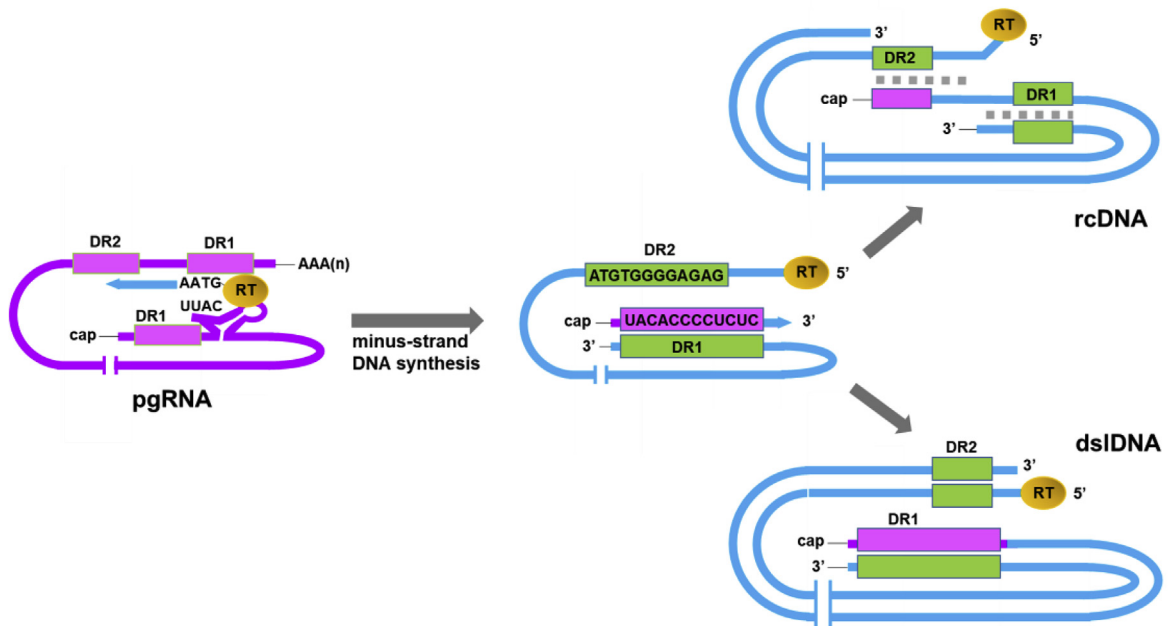 DR2
DR1
AAA(n)
AATG
RT
UUAC
DR1
cap
pgRNA
minus-strand
DNA synthesis
DR2
ATGTGGGGAGAG
RT
5’
cap
UACACCCCUCUC
3’
3’
DR1
3’
RT
5’
DR2
cap
DR1
3’
rcDNA
dslDNA
DR2
3’
RT
5’
DR1
cap
3’